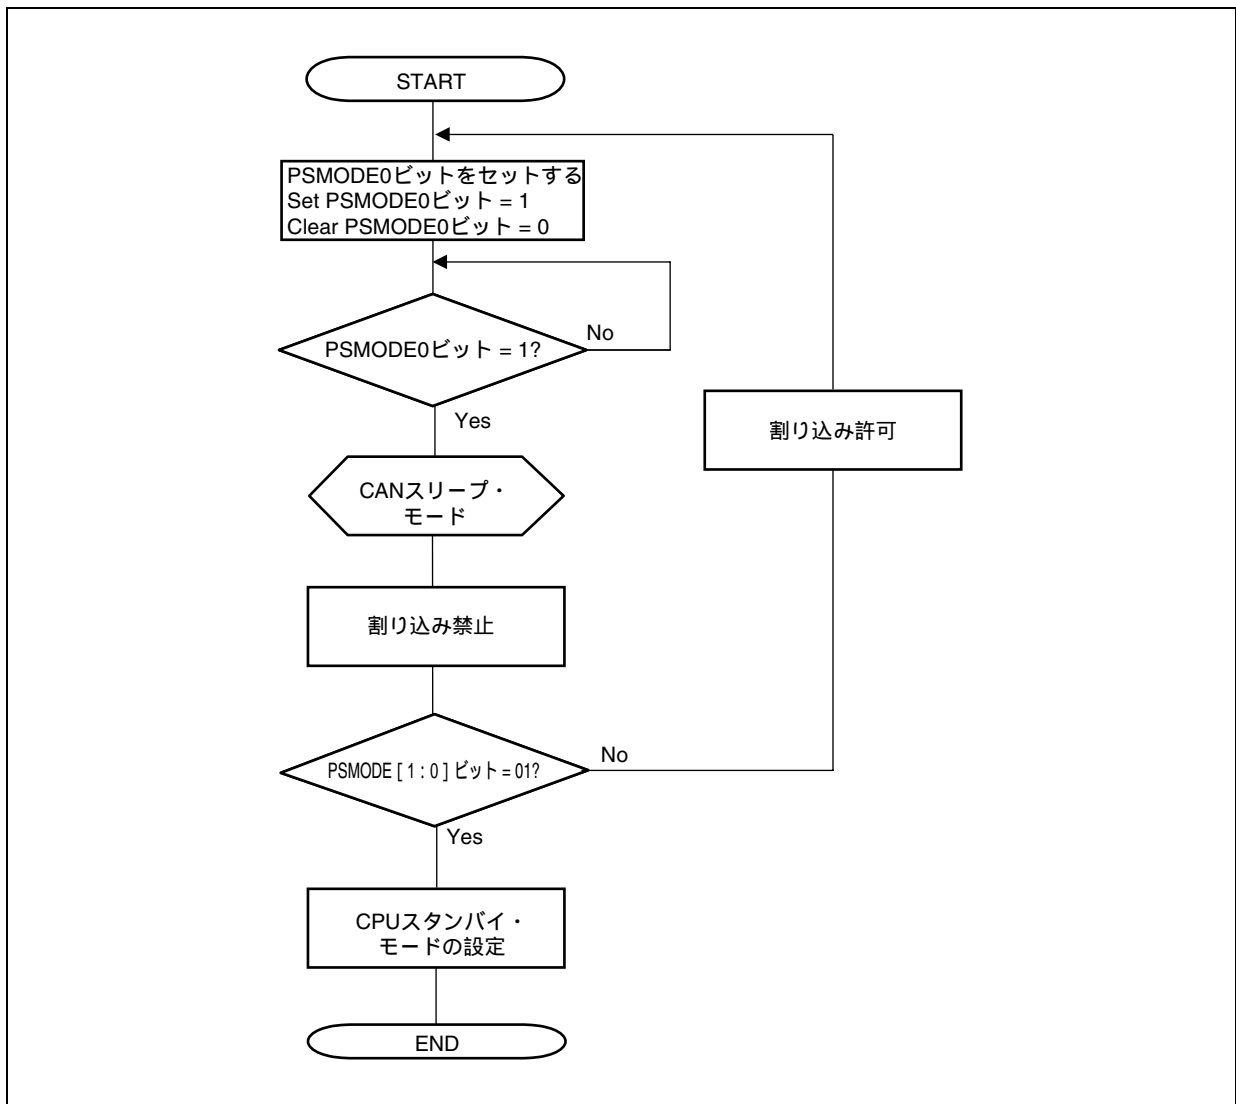 START
PSMODE0ビットをセットする
Set PSMODE0ビット = 1
Clear PSMODE0ビット = 0
PSMODE0ビット = 1?
No
Yes
割り込み許可
CANスリープ・
モード
割り込み禁止
PSMODE [ 1 : 0 ] ビット = 01?
No
Yes
CPUスタンバイ・
モードの設定
END